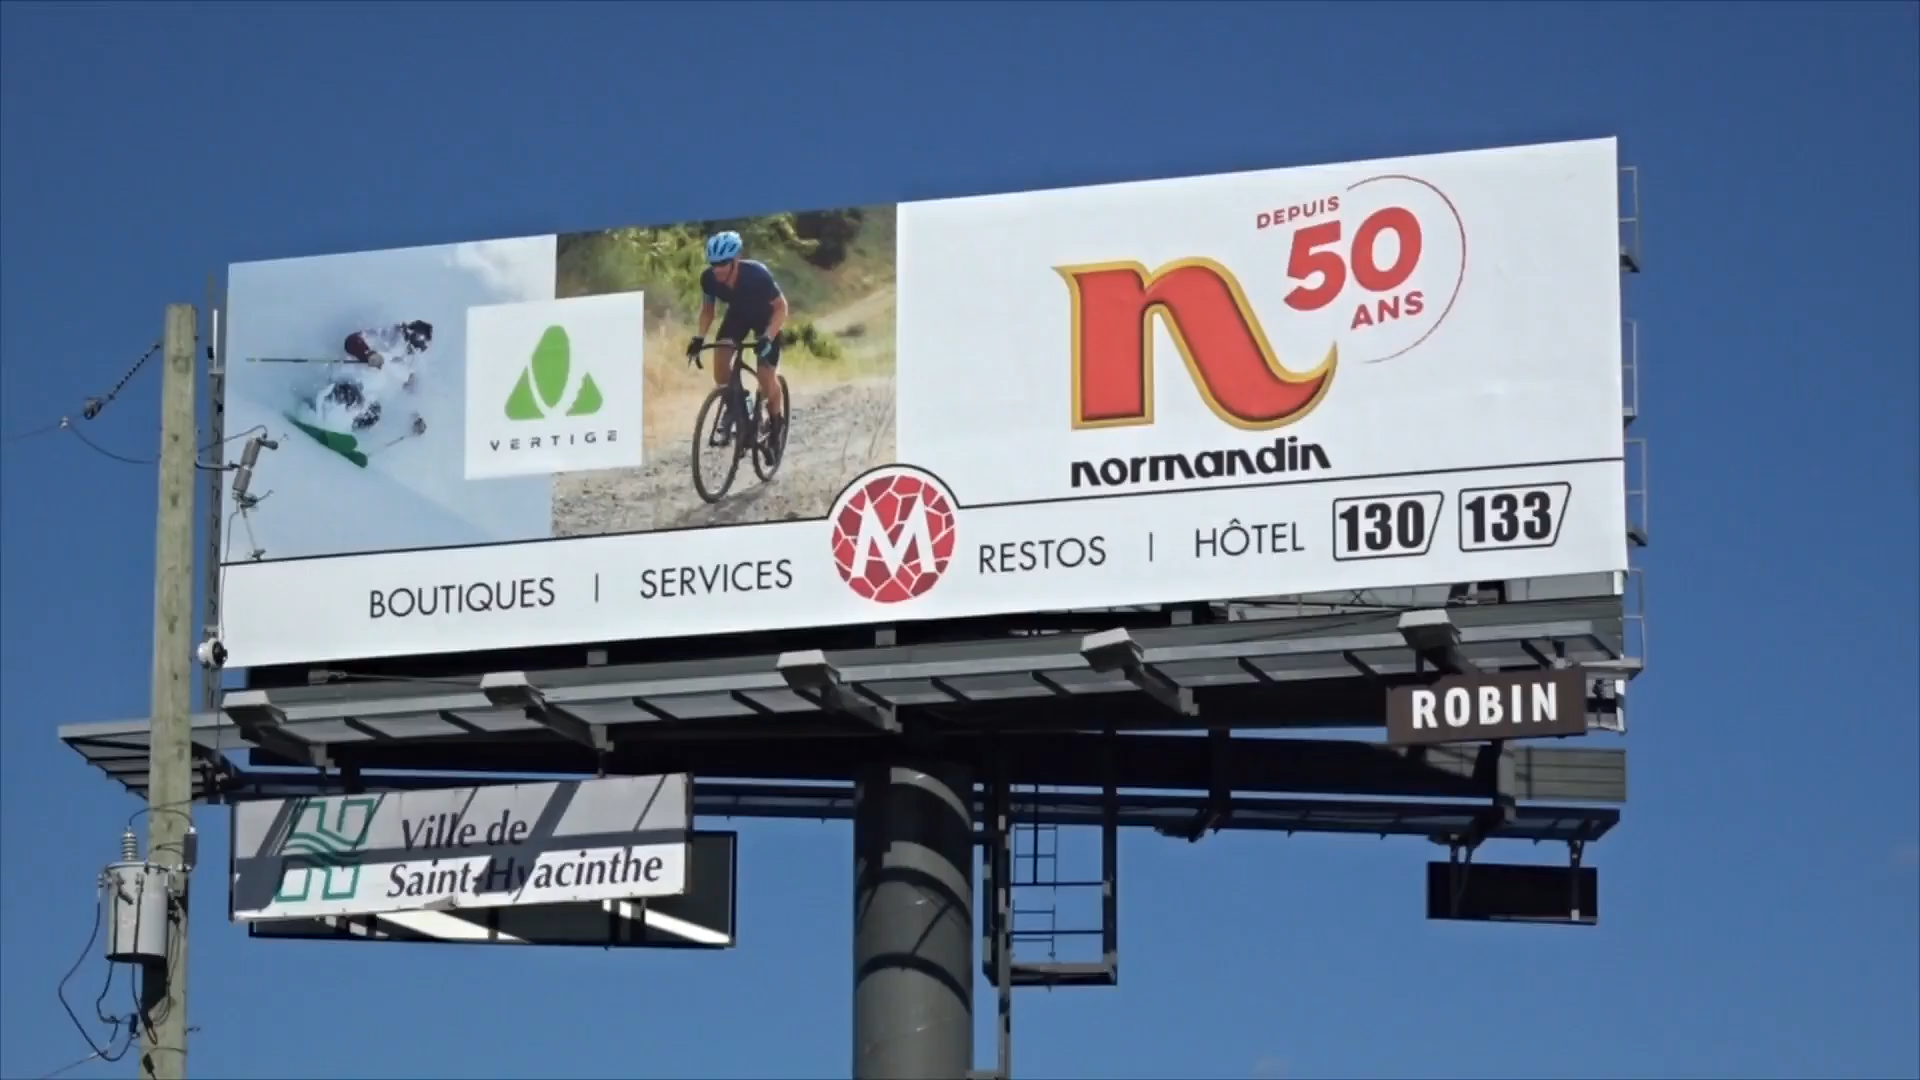 DEPUIS
50
ANS
n
normandin
VERTIGE
BOUTIQUES | SERVICES M RESTOS | HÔTEL 130 133
ROBIN
Ville de
Saint-Hyacinthe